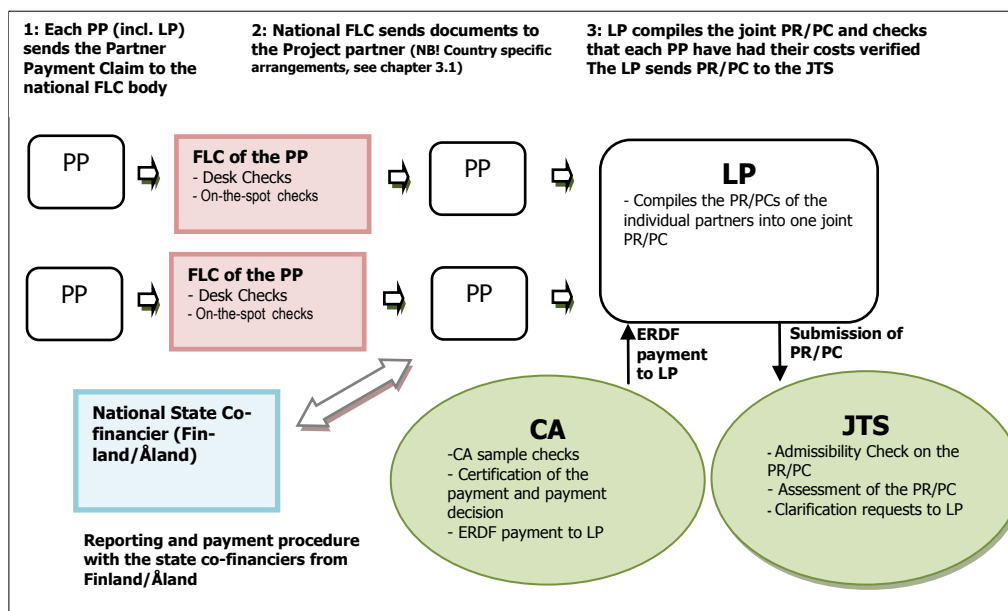 1: Each PP (incl. LP)
sends the Partner
Payment Claim to the
national FLC body
2: National FLC sends documents to
the Project partner (NB! Country specific
arrangements, see chapter 3.1)
3: LP compiles the joint PR/PC and checks
that each PP have had their costs verified
The LP sends PR/PC to the JTS
PP
FLC of the PP
- Desk Checks
- On-the-spot checks
PP
LP
- Compiles the PR/PCs of the
individual partners into one joint
PR/PC
PP
FLC of the PP
- Desk Checks
- On-the-spot checks
PP
ERDF
payment
to LP
Submission of
PR/PC
National State Co-
financier (Fin-
land/Åland)
CA
-CA sample checks
- Certification of the
payment and payment
decision
- ERDF payment to LP
JTS
- Admissibility Check on the
PR/PC
- Assessment of the PR/PC
- Clarification requests to LP
Reporting and payment procedure
with the state co-financiers from
Finland/Åland